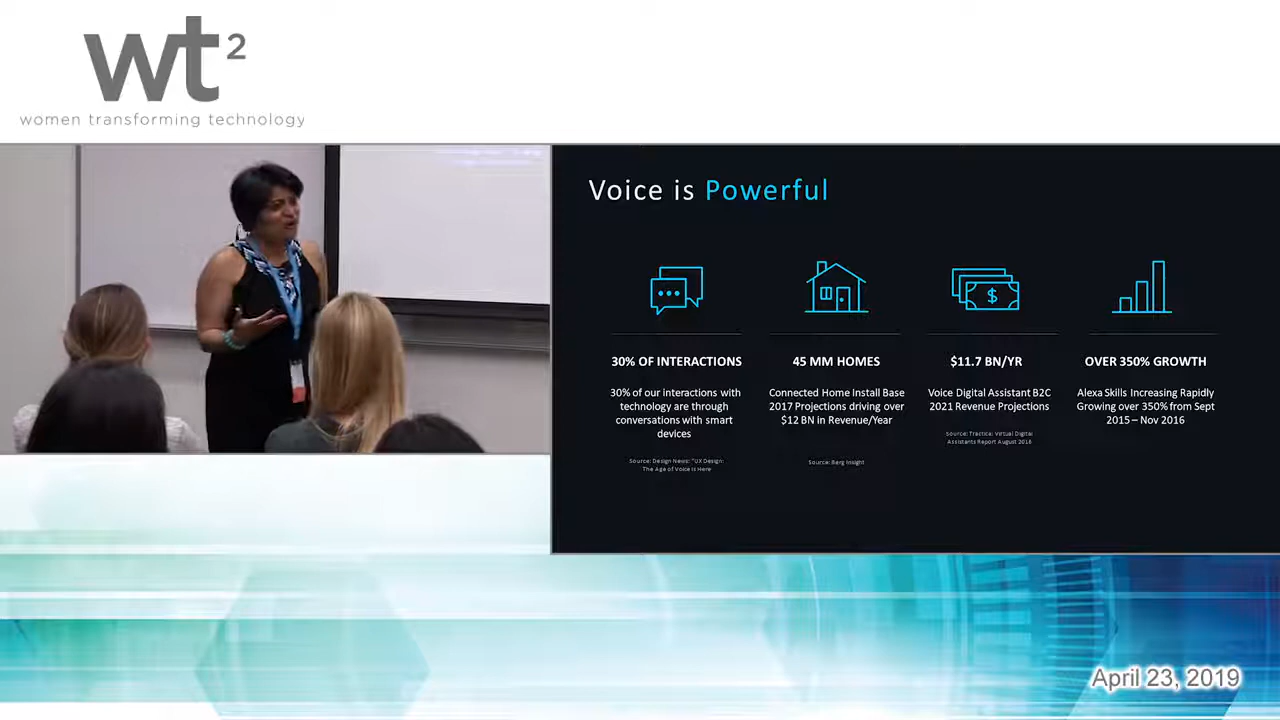 wt2
women transforming technology
Voice is Powerful
30% OF INTERACTIONS
30% of our interactions with
technology are through
conversations with smart
devices
Source: Design News: "UX Design:
The Age of Voice is Here
45 MM HOMES
Connected Home Install Base
2017 Projections driving over
$12 BN in Revenue/Year
Source: Berg Insight
$
$11.7 BN/YR
Voice Digital Assistant B2C
2021 Revenue Projections
Source: Tractica: Virtual Digital
Assistants Report August 2016
OVER 350% GROWTH
Alexa Skills Increasing Rapidly
Growing over 350% from Sept
2015 – Nov 2016
April 23, 2019